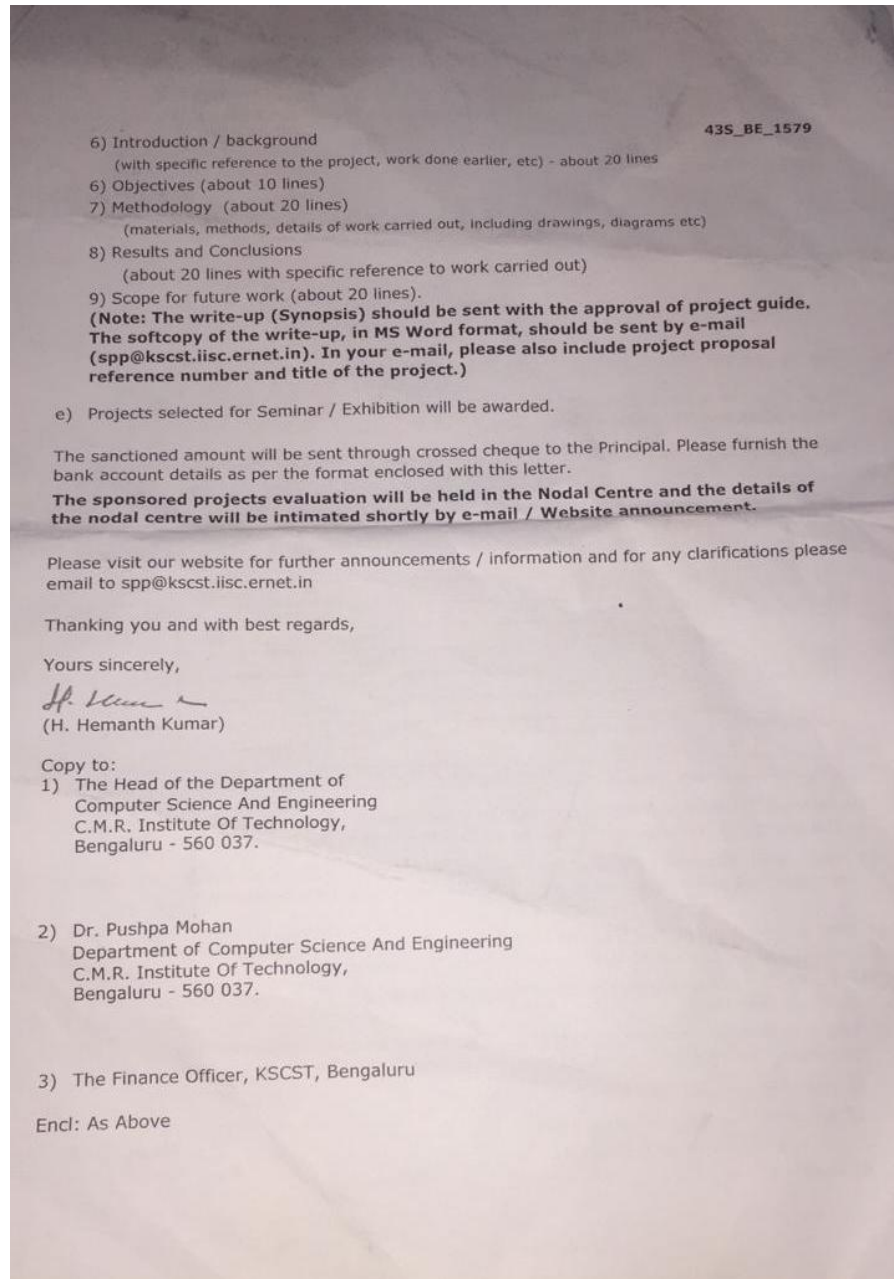 43S_BE_1579
6) Introduction / background
(with specific reference to the project, work done earlier, etc) - about 20 lines
6) Objectives (about 10 lines)
7) Methodology (about 20 lines)
(materials, methods, details of work carried out, including drawings, diagrams etc)
8) Results and Conclusions
(about 20 lines with specific reference to work carried out)
9) Scope for future work (about 20 lines).
(Note: The write-up (Synopsis) should be sent with the approval of project guide.
The softcopy of the write-up, in MS Word format, should be sent by e-mail
(spp@kscst.iisc.ernet.in). In your e-mail, please also include project proposal
reference number and title of the project.)
e) Projects selected for Seminar / Exhibition will be awarded.
The sanctioned amount will be sent through crossed cheque to the Principal. Please furnish the
bank account details as per the format enclosed with this letter.
The sponsored projects evaluation will be held in the Nodal Centre and the details of
the nodal centre will be intimated shortly by e-mail / Website announcement.
Please visit our website for further announcements / information and for any clarifications please
email to spp@kscst.iisc.ernet.in
Thanking you and with best regards,
Yours sincerely,
(H. Hemanth Kumar)
Copy to:
1) The Head of the Department of
Computer Science And Engineering
C.M.R. Institute Of Technology,
Bengaluru - 560 037.
2) Dr. Pushpa Mohan
Department of Computer Science And Engineering
C.M.R. Institute Of Technology,
Bengaluru - 560 037.
3) The Finance Officer, KSCST, Bengaluru
Encl: As Above